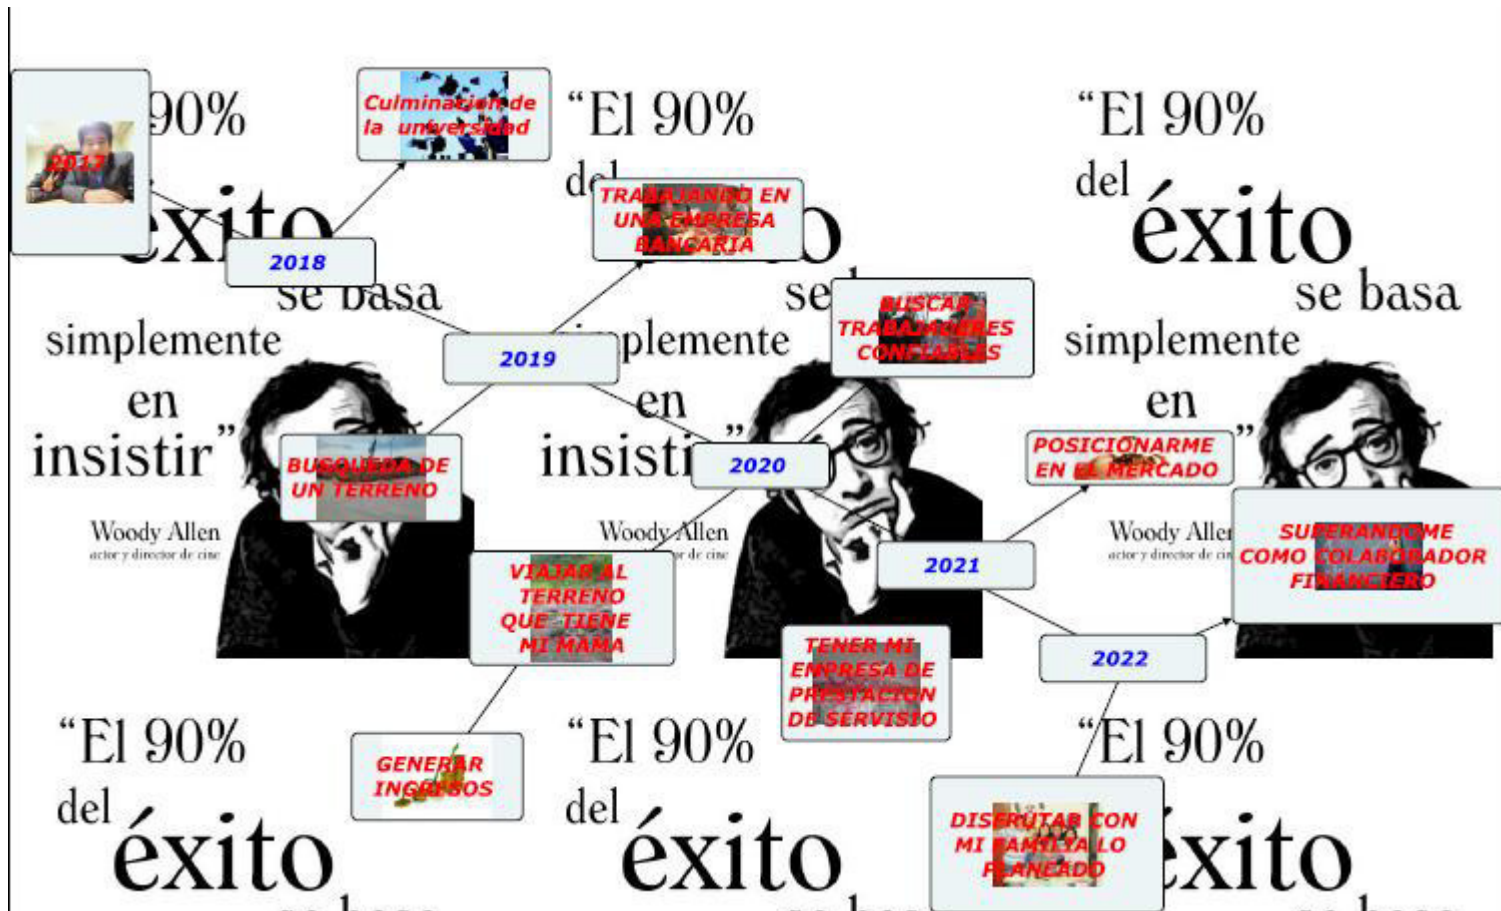 90%
éxito
se basa
simplemente
en
insistir”
Woody Allen
actor y director de cine
“El 90%
del
simplemente
en
Woody Allen
“El 90%
del
éxito
se basa
simplemente
en
Woody Allen
actor y director de cine
2017
Culminacion de
la universidad
2018
TRABAJANDO EN
UNA EMPRESA
BANCARIA
2019
BUSCAR
TRABAJADORES
CONFIABLES
BUSQUEDA DE
UN TERRENO
2020
POSICIONARME
EN EL MERCADO
VIAJAR AL
TERRENO
QUE TIENE
MI MAMA
2021
SUPERANDOME
COMO COLABORADOR
FINANCIERO
TENER MI
EMPRESA DE
PRESTACION
DE SERVISIO
2022
GENERAR
INGRESOS
DISFRUTAR CON
MI FAMILIA LO
PLANEADO
“El 90%
del
éxito
“El 90%
del
éxito
“El 90%
éxito